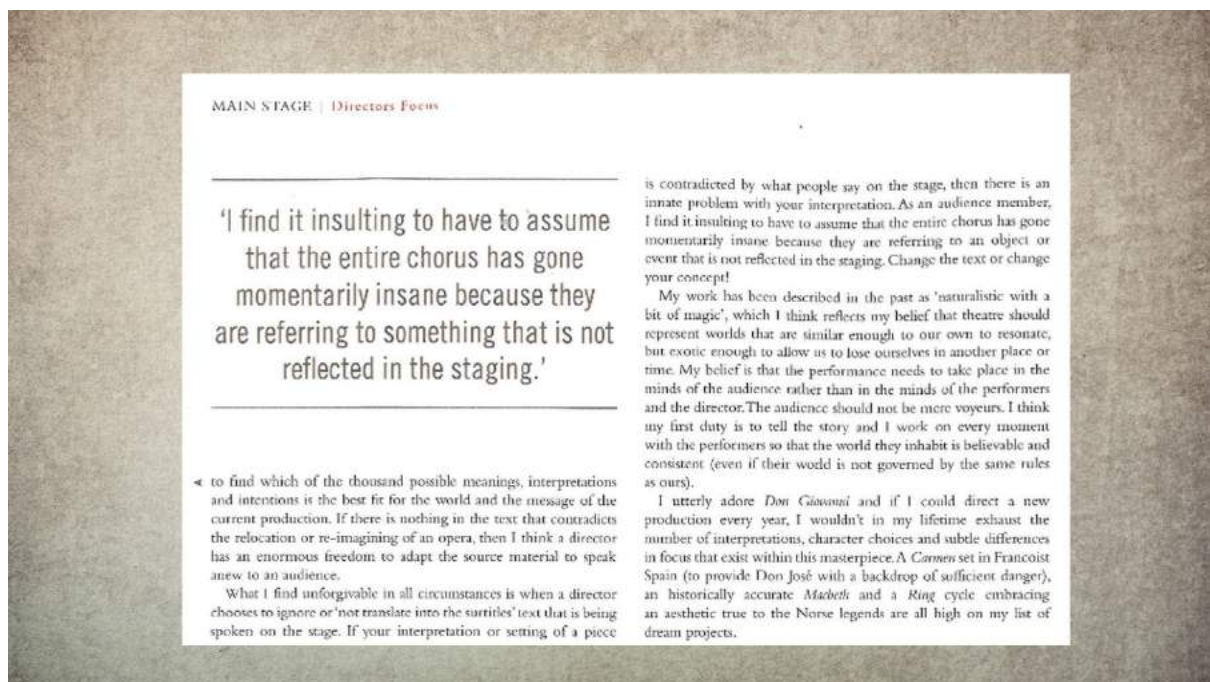 MAIN STAGE | Directors Focus
'I find it insulting to have to assume
that the entire chorus has gone
momentarily insane because they
are referring to something that is not
reflected in the staging.'
◄ to find which of the thousand possible meanings, interpretations
and intentions is the best fit for the world and the message of the
current production. If there is nothing in the text that contradicts
the relocation or re-imagining of an opera, then I think a director
has an enormous freedom to adapt the source material to speak
anew to an audience.
What I find unforgivable in all circumstances is when a director
chooses to ignore or 'not translate into the surtitles' text that is being
spoken on the stage. If your interpretation or setting of a piece
is contradicted by what people say on the stage, then there is an
innate problem with your interpretation. As an audience member,
I find it insulting to have to assume that the entire chorus has gone
momentarily insane because they are referring to an object or
event that is not reflected in the staging. Change the text or change
your concept!
My work has been described in the past as 'naturalistic with a
bit of magic', which I think reflects my belief that theatre should
represent worlds that are similar enough to our own to resonate,
but exotic enough to allow us to lose ourselves in another place or
time. My belief is that the performance needs to take place in the
minds of the audience rather than in the minds of the performers
and the director. The audience should not be mere voyeurs. I think
my first duty is to tell the story and I work on every moment
with the performers so that the world they inhabit is believable and
consistent (even if their world is not governed by the same rules
as ours).
I utterly adore Don Giovanni and if I could direct a new
production every year, I wouldn't in my lifetime exhaust the
number of interpretations, character choices and subtle differences
in focus that exist within this masterpiece. A Carmen set in Francoist
Spain (to provide Don José with a backdrop of sufficient danger),
an historically accurate Macbeth and a Ring cycle embracing
an aesthetic true to the Norse legends are all high on my list of
dream projects.